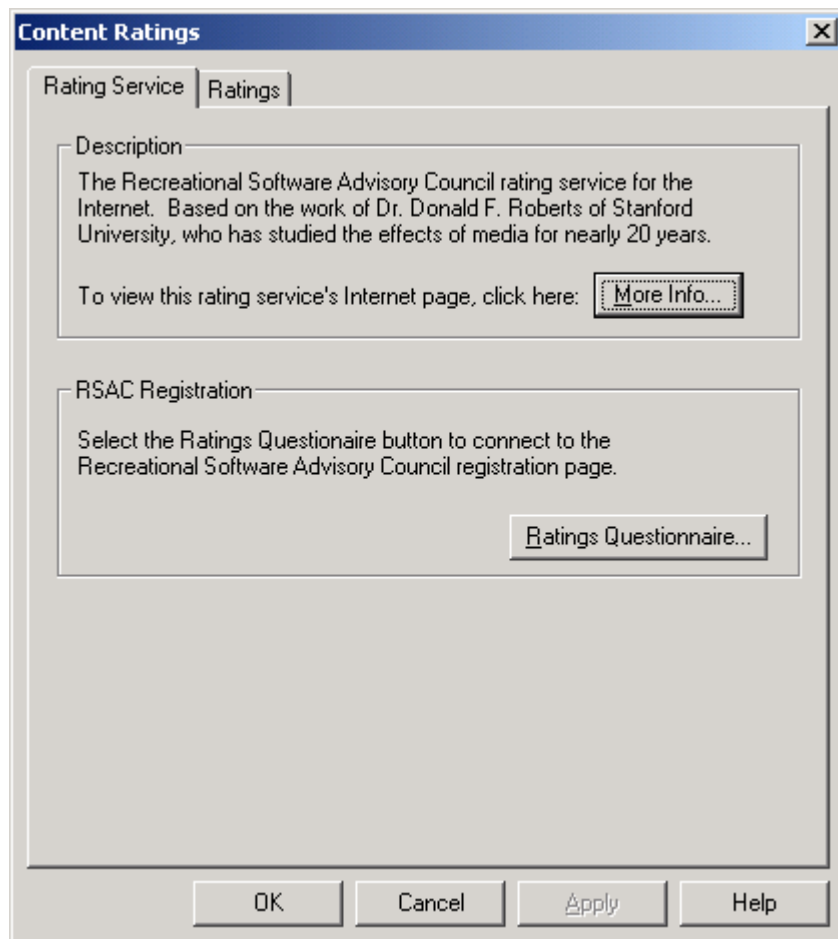 Content Ratings
Rating Service
Ratings
Description
The Recreational Software Advisory Council rating service for the
Internet. Based on the work of Dr. Donald F. Roberts of Stanford
University, who has studied the effects of media for nearly 20 years.
To view this rating service's Internet page, click here:
More Info...
RSAC Registration
Select the Ratings Questionaire button to connect to the
Recreational Software Advisory Council registration page.
Ratings Questionnaire...
OK
Cancel
Apply
Help